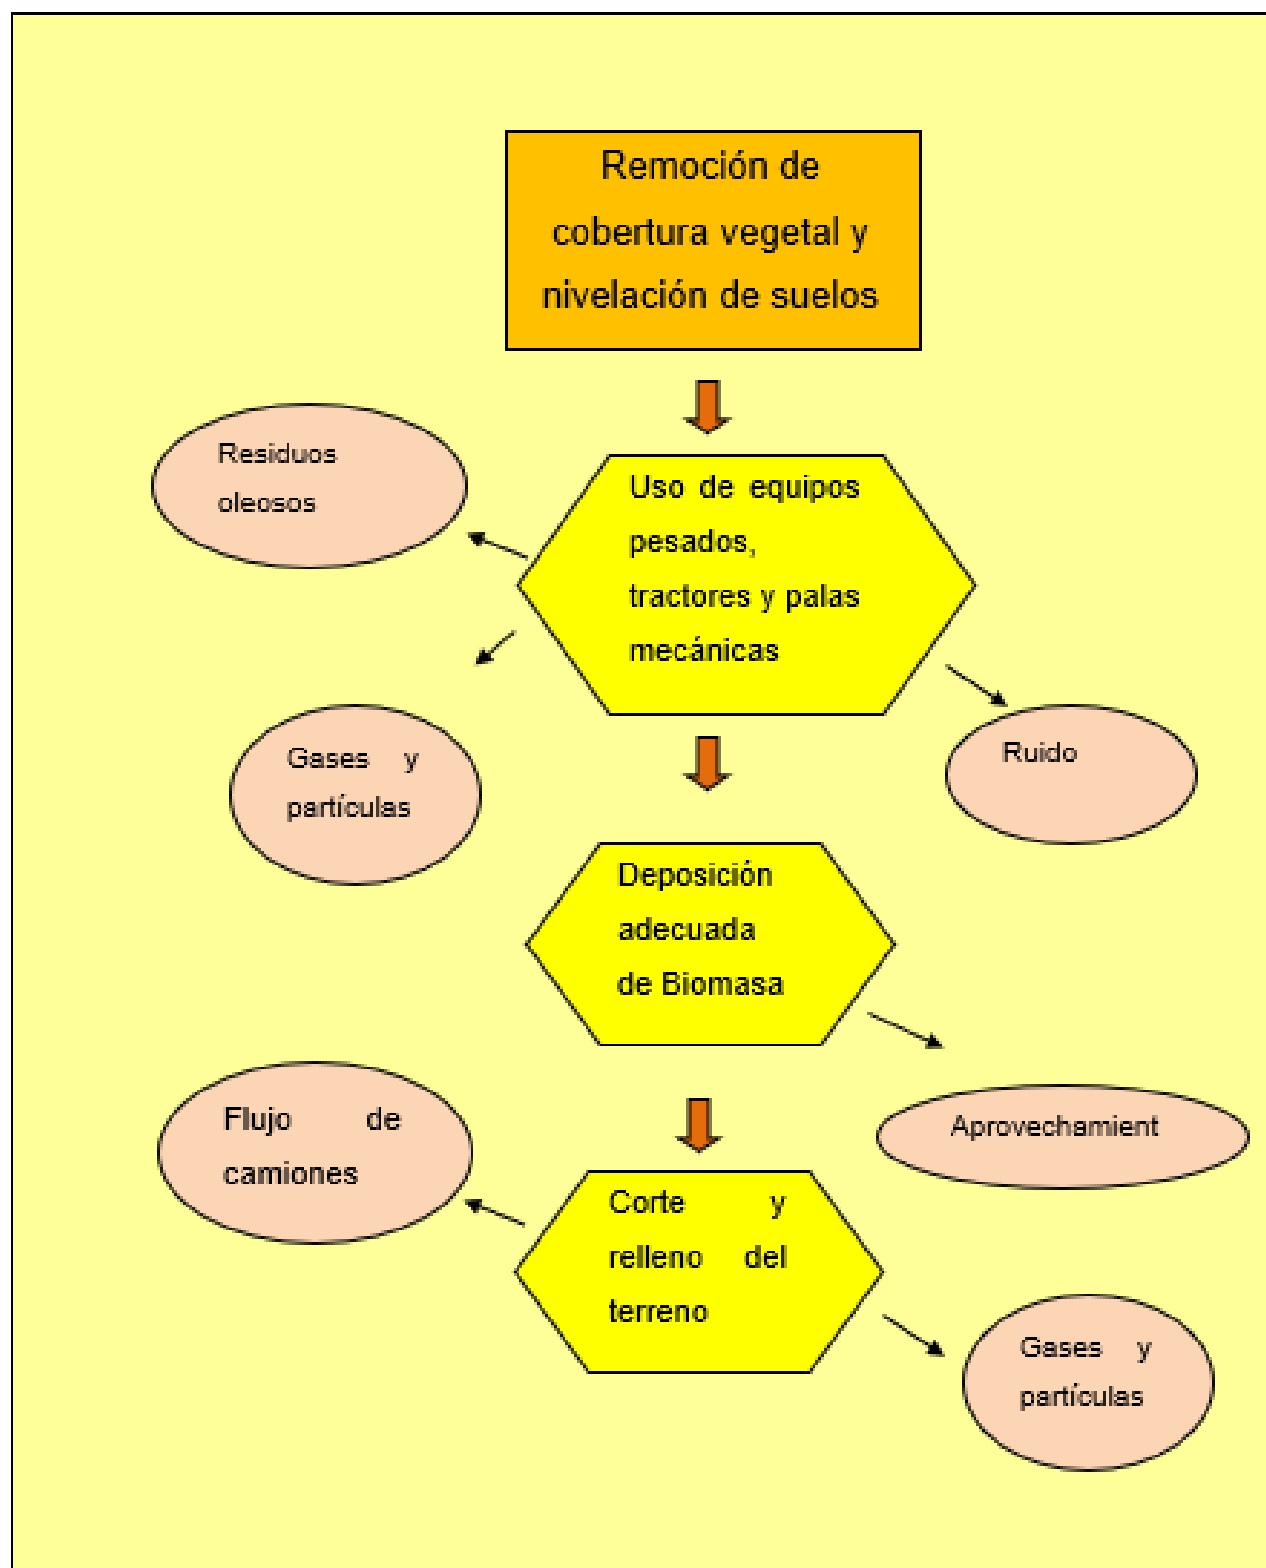 Remoción de
cobertura vegetal y
nivelación de suelos
Residuos
oleosos
Uso de equipos
pesados,
tractores y palas
mecánicas
Gases y
partículas
Ruido
Deposición
adecuada
de Biomasa
Flujo de
camiones
Aprovechamient
Corte y
relleno del
terreno
Gases y
partículas